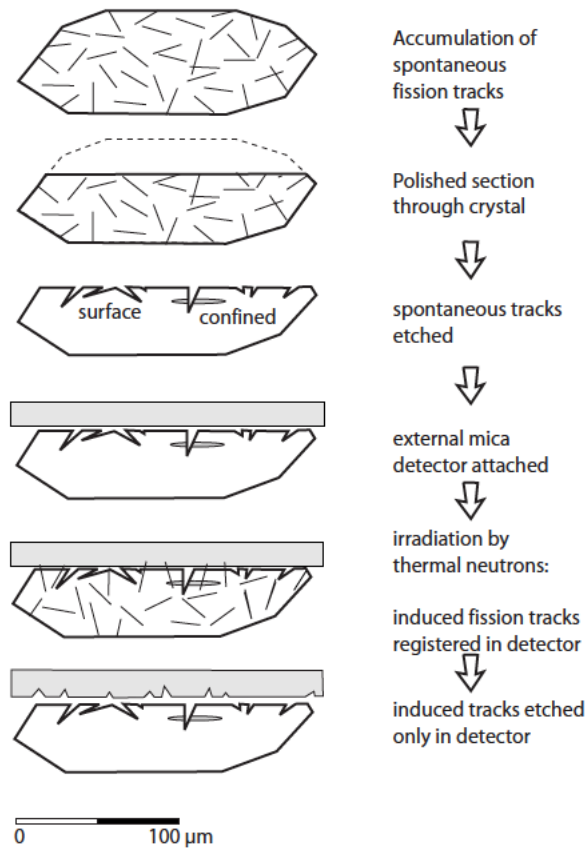 Accumulation of
spontaneous
fission tracks
Polished section
through crystal
surface
confined
spontaneous tracks
etched
external mica
detector attached
irradiation by
thermal neutrons:
induced fission tracks
registered in detector
induced tracks etched
only in detector
0
100 µm